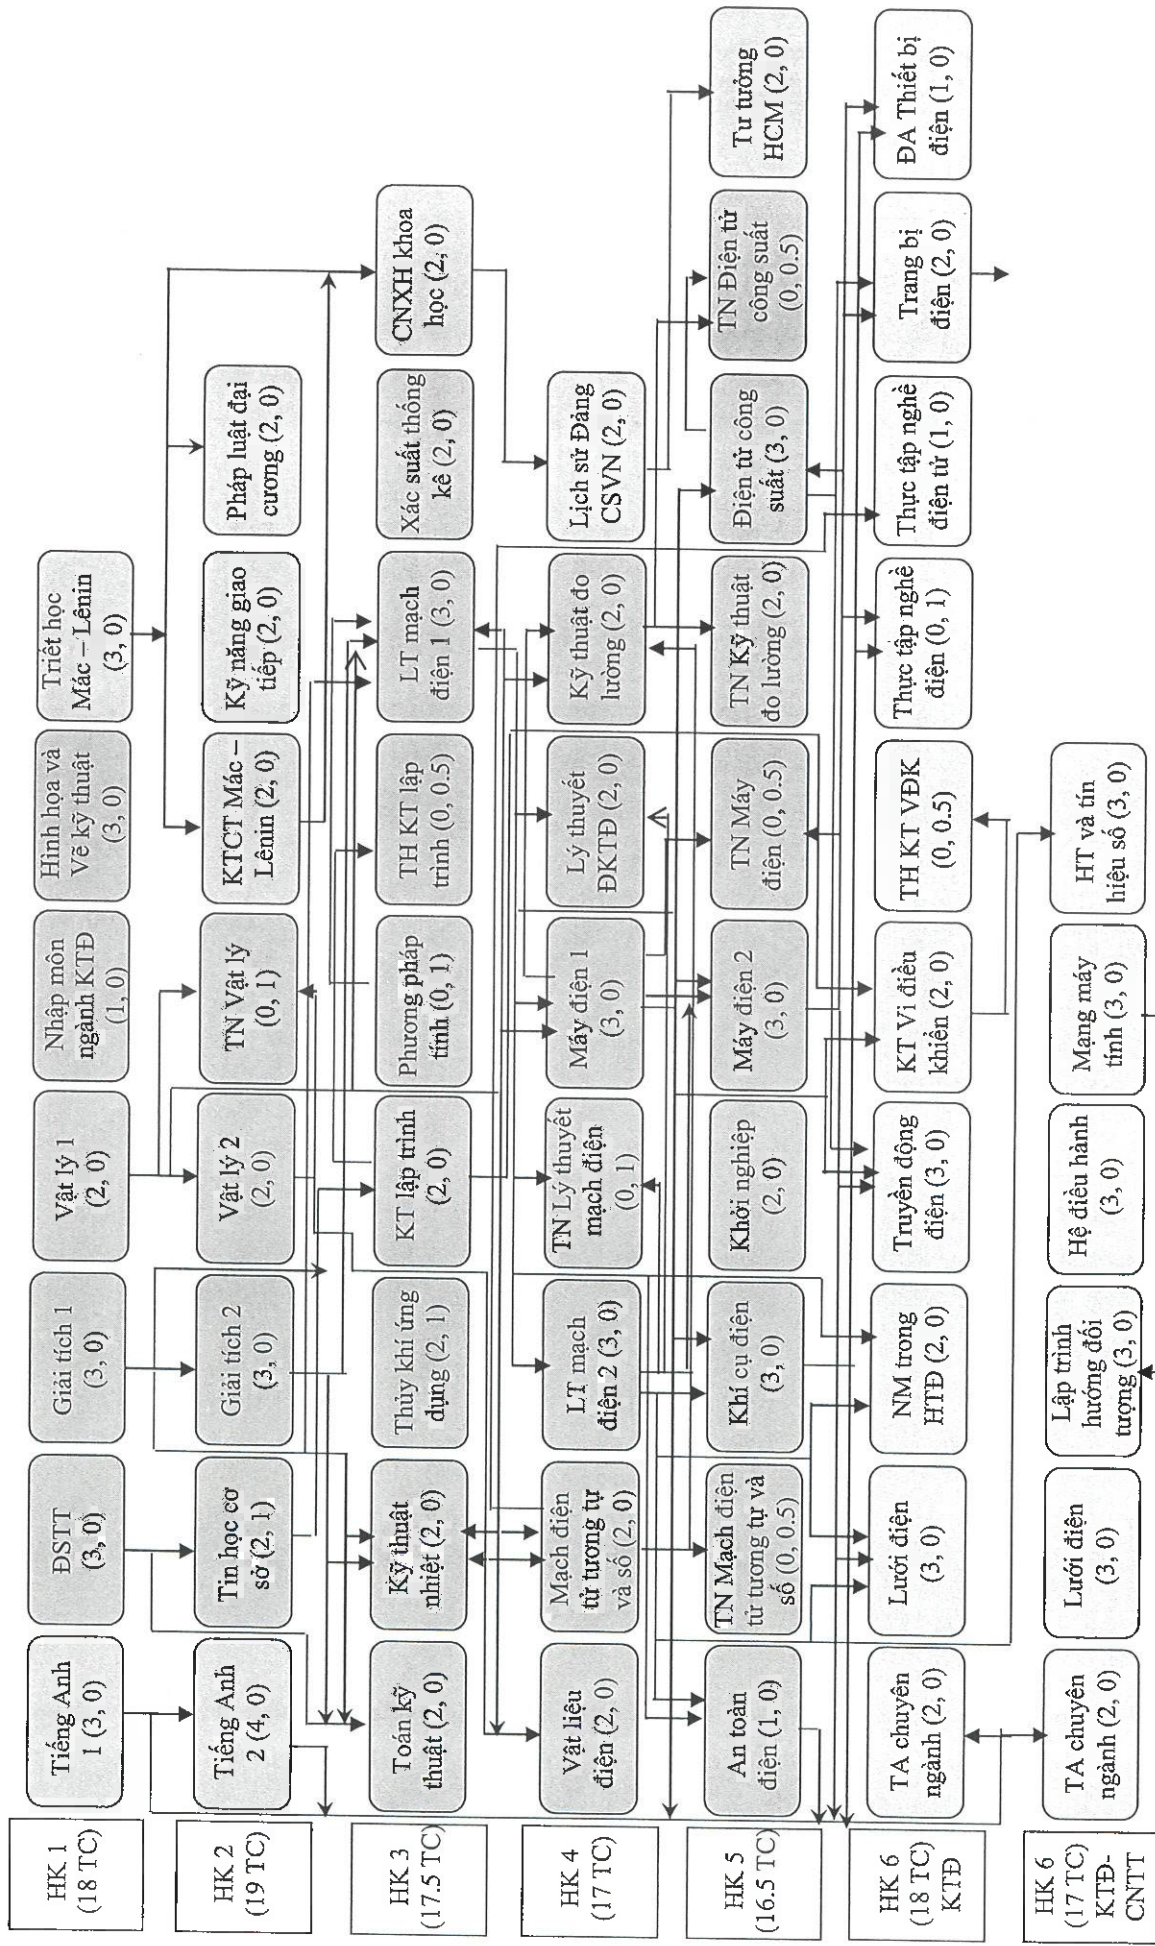 HK 1
(18 TC)
Tiếng Anh
1 (3, 0)
ĐSTT
(3, 0)
Giải tích 1
(3, 0)
Vật lý 1
(2, 0)
Nhập môn
ngành KTĐ
(1, 0)
Hình họa và
Vẽ kỹ thuật
(3, 0)
Triết học
Mác – Lênin
(3, 0)
HK 2
(19 TC)
Tiếng Anh
2 (4, 0)
Tin học cơ
sở (2, 1)
Giải tích 2
(3, 0)
Vật lý 2
(2, 0)
TN Vật lý
(0, 1)
KTCT Mác –
Lênin (2, 0)
Kỹ năng giao
tiếp (2, 0)
Pháp luật đại
cương (2, 0)
HK 3
(17.5 TC)
Toán kỹ
thuật (2, 0)
Kỹ thuật
nhiệt (2, 0)
Thủy khí ứng
dụng (2, 1)
KT lập trình
(2, 0)
Phương pháp
tính (0, 1)
TH KT lập
trình (0, 0.5)
LT mạch
điện 1 (3, 0)
Xác suất thống
kê (2, 0)
CNXH khoa
học (2, 0)
HK 4
(17 TC)
Vật liệu
điện (2, 0)
Mạch điện
tử tương tự
và số (2, 0)
LT mạch
điện 2 (3, 0)
TN Lý thuyết
mạch điện
(0, 1)
Máy điện 1
(3, 0)
Lý thuyết
ĐKTĐ (2, 0)
Kỹ thuật đo
lường (2, 0)
Lịch sử Đảng
CSVN (2, 0)
HK 5
(16.5 TC)
An toàn
điện (1, 0)
TN Mạch điện
tử tương tự và
số (0, 0.5)
Khí cụ điện
(3, 0)
Khởi nghiệp
(2, 0)
Máy điện 2
(3, 0)
TN Máy
điện (0, 0.5)
TN Kỹ thuật
đo lường (2, 0)
Điện tử công
suất (3, 0)
TN Điện tử
công suất
(0, 0.5)
Tư tưởng
HCM (2, 0)
HK 6
(18 TC)
KTĐ
TA chuyên
ngành (2, 0)
Lưới điện
(3, 0)
NM trong
HTĐ (2, 0)
Truyền động
điện (3, 0)
KT Vi điều
khiển (2, 0)
TH KT VĐK
(0, 0.5)
Thực tập nghề
điện (0, 1)
Thực tập nghề
điện tử (1, 0)
Trang bị
điện (2, 0)
ĐA Thiết bị
điện (1, 0)
HK 6
(17 TC)
KTĐ-
CNTT
TA chuyên
ngành (2, 0)
Lưới điện
(3, 0)
Lập trình
hướng đối
tượng (3, 0)
Hệ điều hành
(3, 0)
Mạng máy
tính (3, 0)
HT và tín
hiệu số (3, 0)